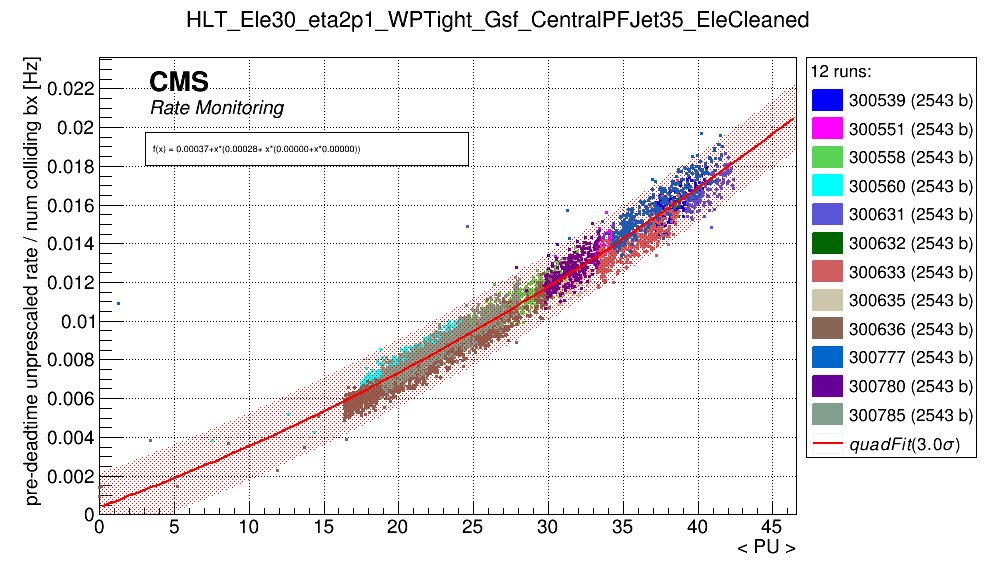 HLT_Ele30_eta2p1_WPTight_Gsf_CentralPFJet35_EleCleaned
pre-deadtime unprescaled rate / num colliding bx [Hz]
CMS
Rate Monitoring
f(x) = 0.00037+x*(0.00028+ x*(0.00000+x*0.00000))
0.022
0.02
0.018
0.016
0.014
0.012
0.01
0.008
0.006
0.004
0.002
0
0 5 10 15 20 25 30 35 40 45
< PU >
12 runs:
300539 (2543 b)
300551 (2543 b)
300558 (2543 b)
300560 (2543 b)
300631 (2543 b)
300632 (2543 b)
300633 (2543 b)
300635 (2543 b)
300636 (2543 b)
300777 (2543 b)
300780 (2543 b)
300785 (2543 b)
quadFit(3.0σ)